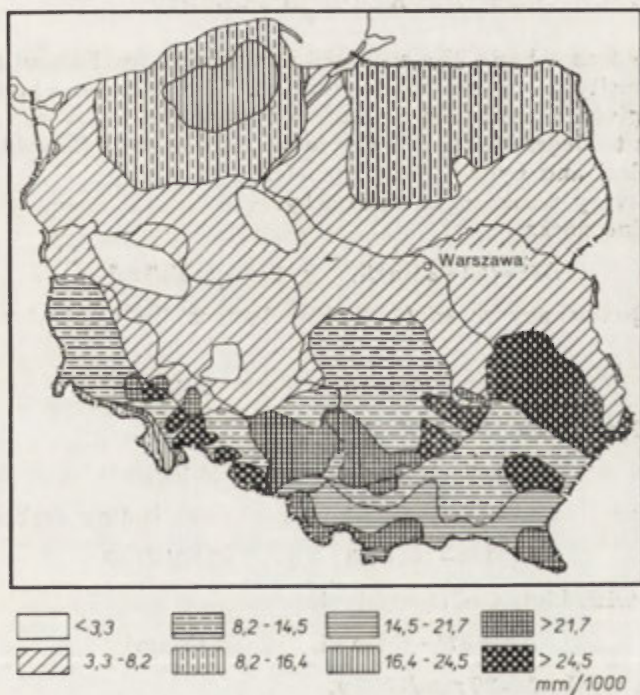 Warszawa
<3,3 8,2 - 14,5 14,5 - 21,7 >21,7
3,3 - 8,2 8,2 - 16,4 16,4 - 24,5 > 24,5
mm/1000